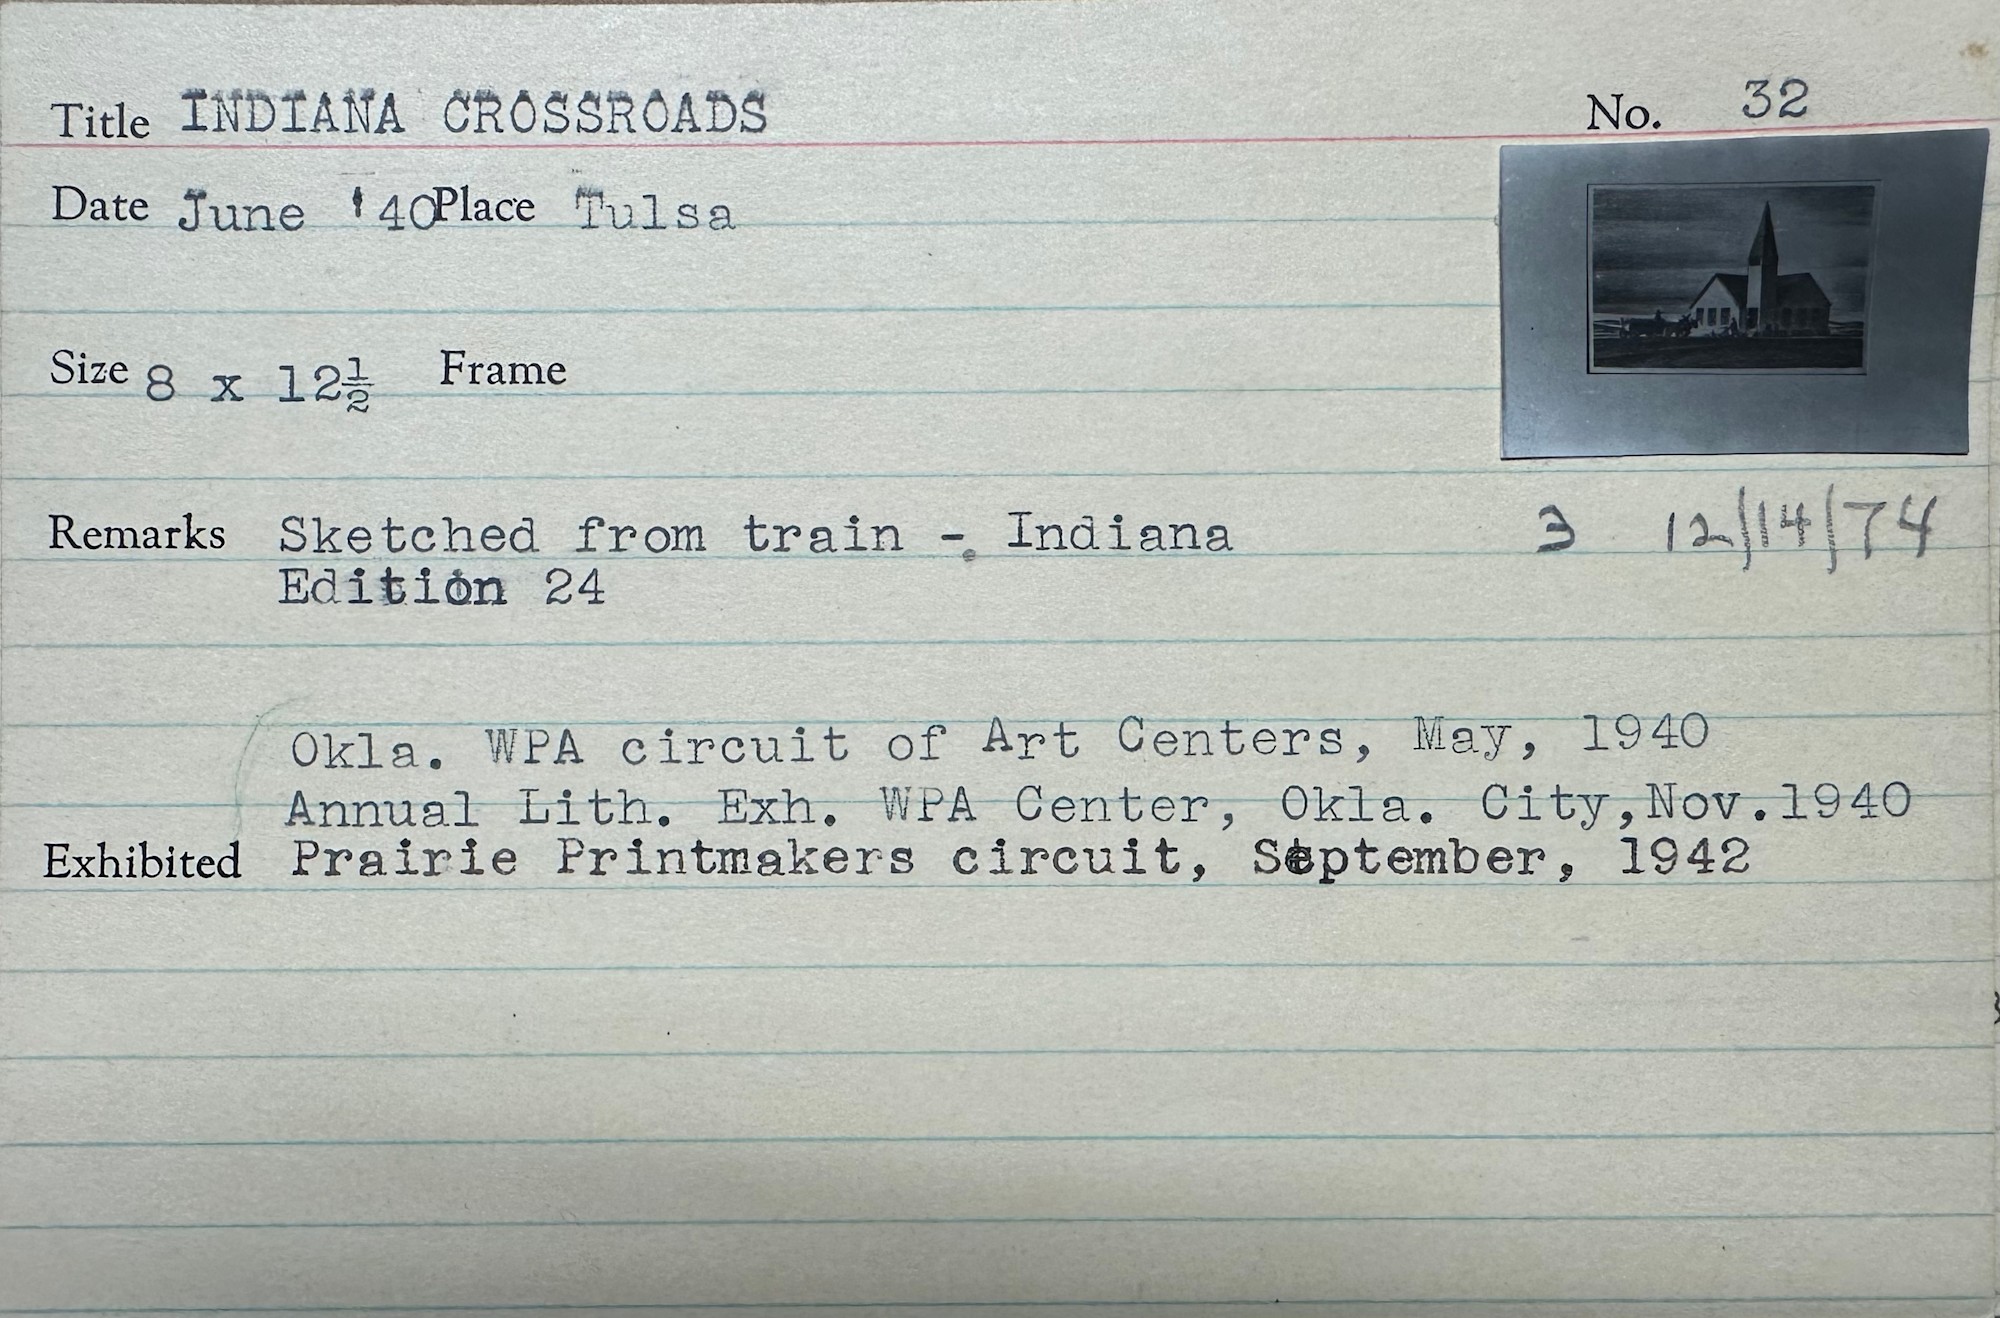 Title INDIANA CROSSROADS No. 32
Date June '40 Place Tulsa
Size 8 x 12½ Frame
Remarks Sketched from train - Indiana 3 12/14/74
Edition 24
Okla. WPA circuit of Art Centers, May, 1940
Annual Lith. Exh. WPA Center, Okla. City,Nov.1940
Exhibited Prairie Printmakers circuit, September, 1942